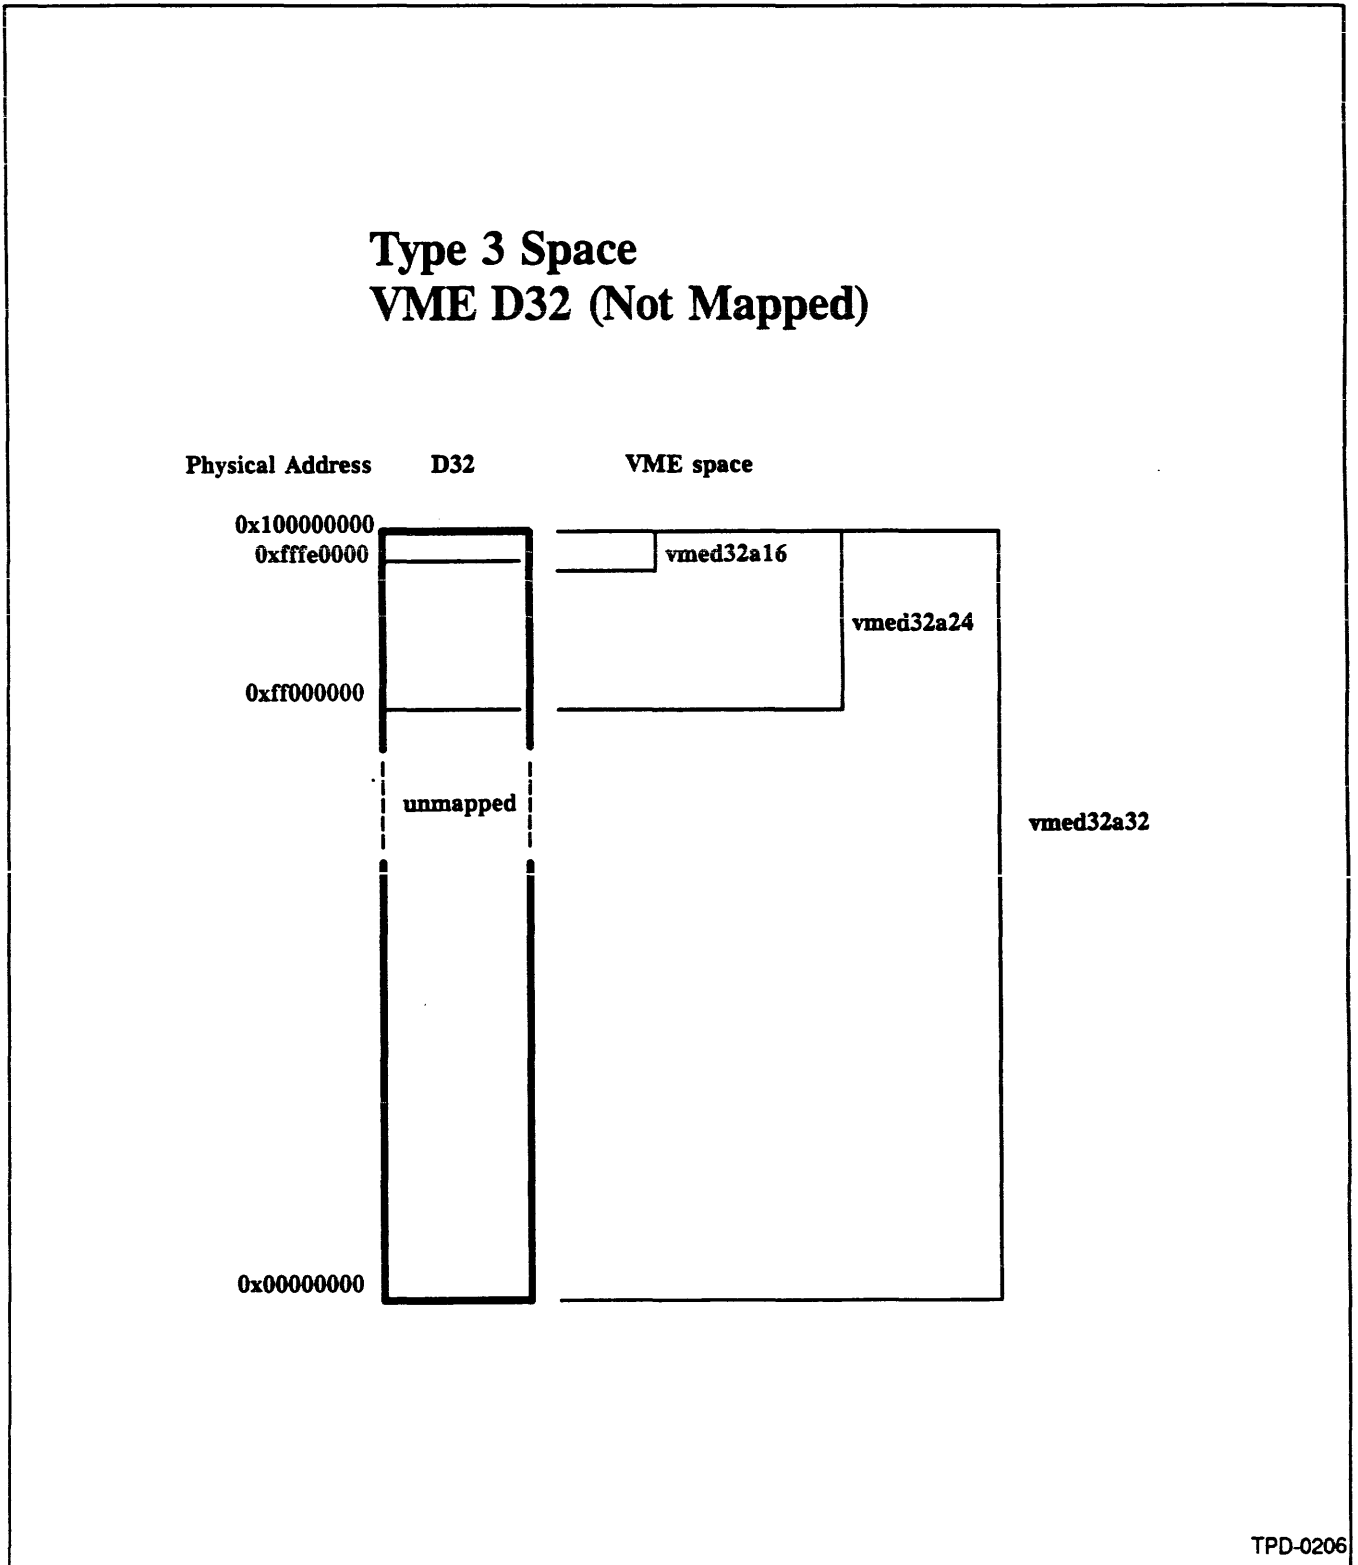 Type 3 Space
VME D32 (Not Mapped)
Physical Address D32 VME space
0x100000000
0xfffe0000 vmed32a16
vmed32a24
0xff000000
unmapped
vmed32a32
0x00000000
TPD-0206